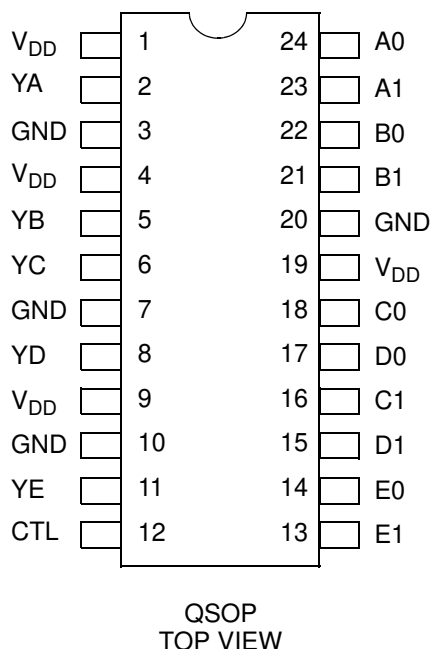 VDD 1 24 A0
YA 2 23 A1
GND 3 22 B0
VDD 4 21 B1
YB 5 20 GND
YC 6 19 VDD
GND 7 18 C0
YD 8 17 D0
VDD 9 16 C1
GND 10 15 D1
YE 11 14 E0
CTL 12 13 E1
QSOP
TOP VIEW